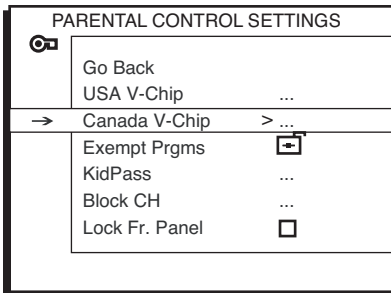 PARENTAL CONTROL SETTINGS
Go Back
USA V-Chip ...
→ Canada V-Chip > ...
Exempt Prgms
KidPass ...
Block CH ...
Lock Fr. Panel